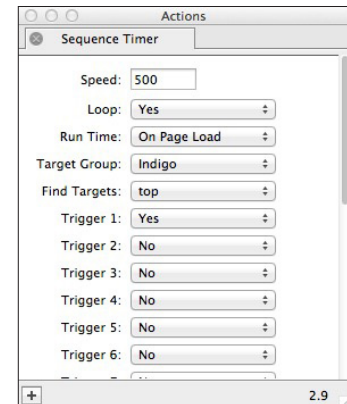 Actions
Sequence Timer
Speed: 500
Loop: Yes
Run Time: On Page Load
Target Group: Indigo
Find Targets: top
Trigger 1: Yes
Trigger 2: No
Trigger 3: No
Trigger 4: No
Trigger 5: No
Trigger 6: No
+ 2.9